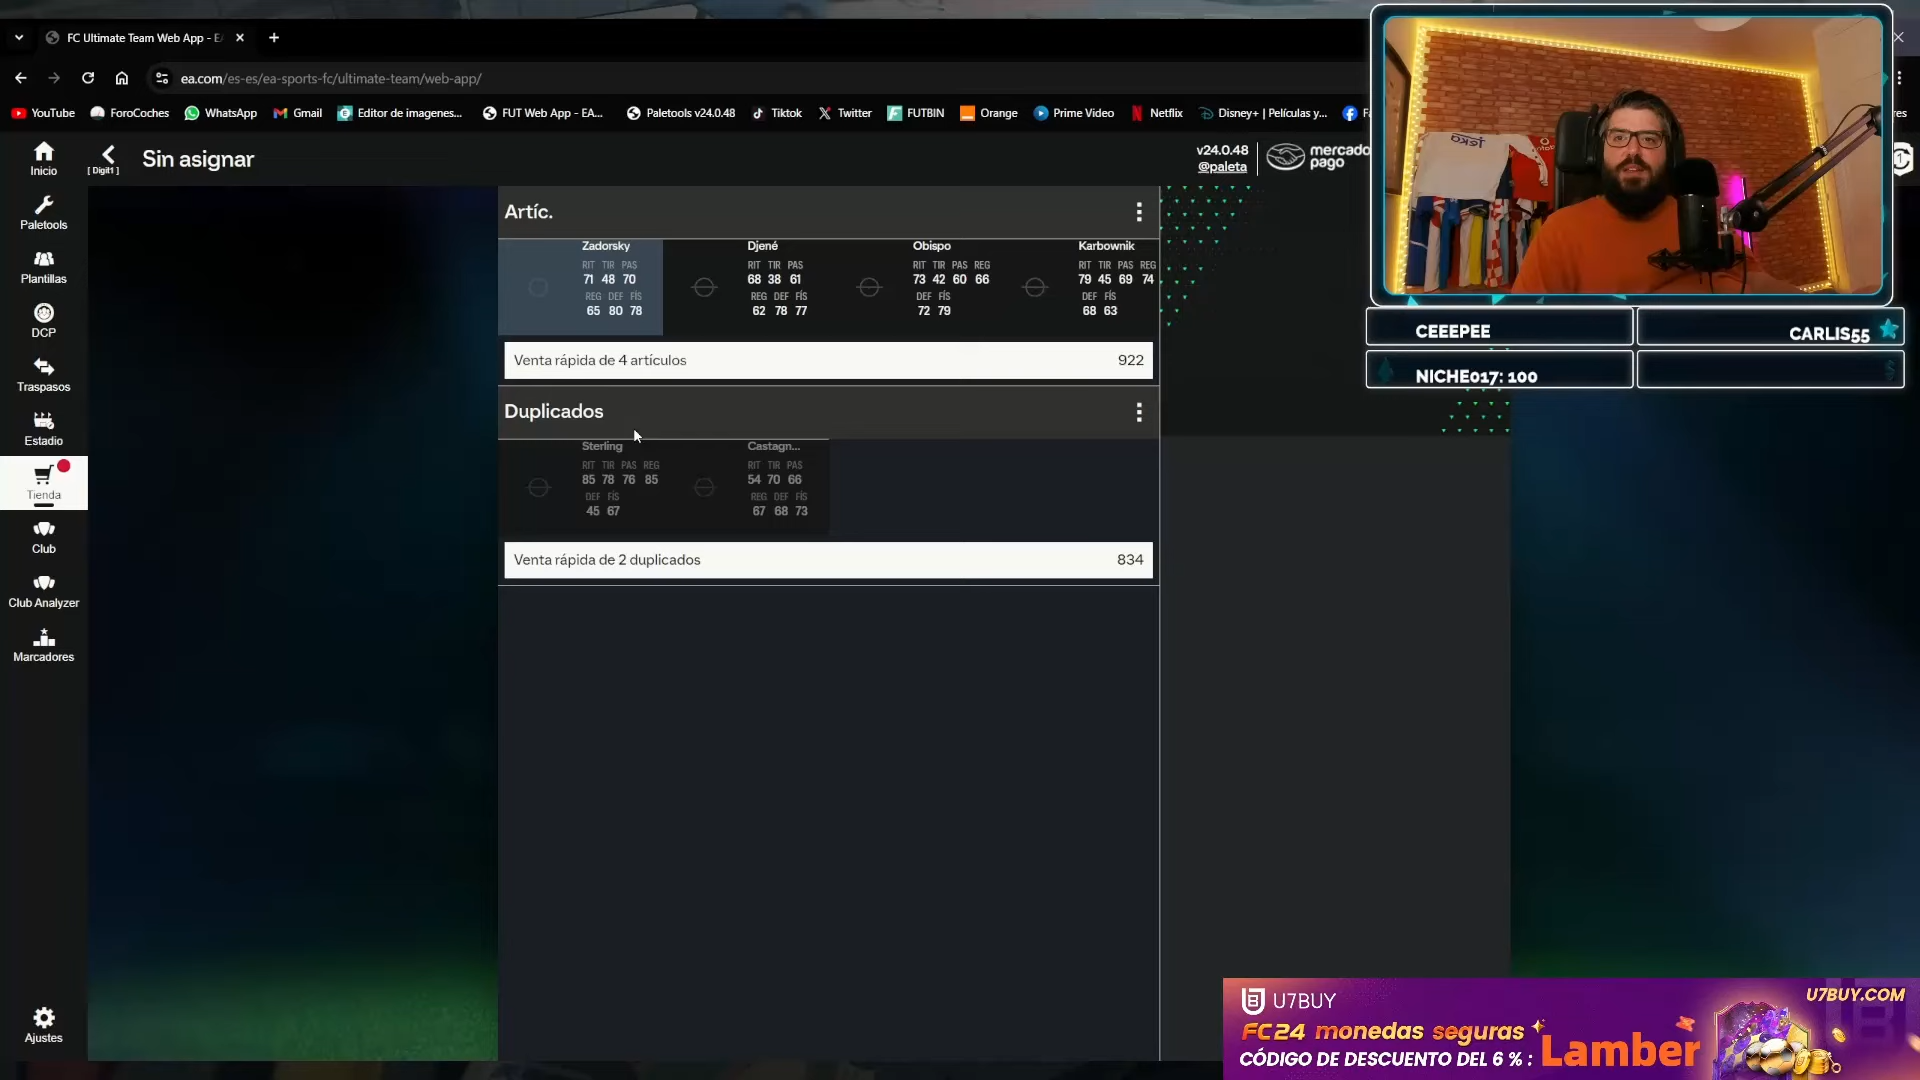 FC Ultimate Team Web App - E
ea.com/es-es/ea-sports-fc/ultimate-team/web-app/
YouTube
ForoCoches
WhatsApp
Gmail
Editor de imagenes...
FUT Web App - EA...
Paletools v24.0.48
Tiktok
Twitter
FUTBIN
Orange
Prime Video
Netflix
Disney+ | Películas y...
Inicio
[ Digit1 ]
Sin asignar
v24.0.48
@paleta
mercado
pago
Paletools
Plantillas
DCP
Traspasos
Estadio
Tienda
Club
Club Analyzer
Marcadores
Ajustes
Artíc.
Zadorsky
RIT TIR PAS
71 48 70
REG DEF FÍS
65 80 78
Djené
RIT TIR PAS
68 38 61
REG DEF FÍS
62 78 77
Obispo
RIT TIR PAS REG
73 42 60 66
DEF FÍS
72 79
Karbownik
RIT TIR PAS REG
79 45 69 74
DEF FÍS
68 63
Venta rápida de 4 artículos 922
Duplicados
Sterling
RIT TIR PAS REG
85 78 76 85
DEF FÍS
45 67
Castagn...
RIT TIR PAS
54 70 66
REG DEF FÍS
67 68 73
Venta rápida de 2 duplicados 834
Teka
CEEEPEE
CARLIS55
NICHE017: 100
U7BUY
U7BUY.COM
FC24 monedas seguras
CÓDIGO DE DESCUENTO DEL 6 % : Lamber